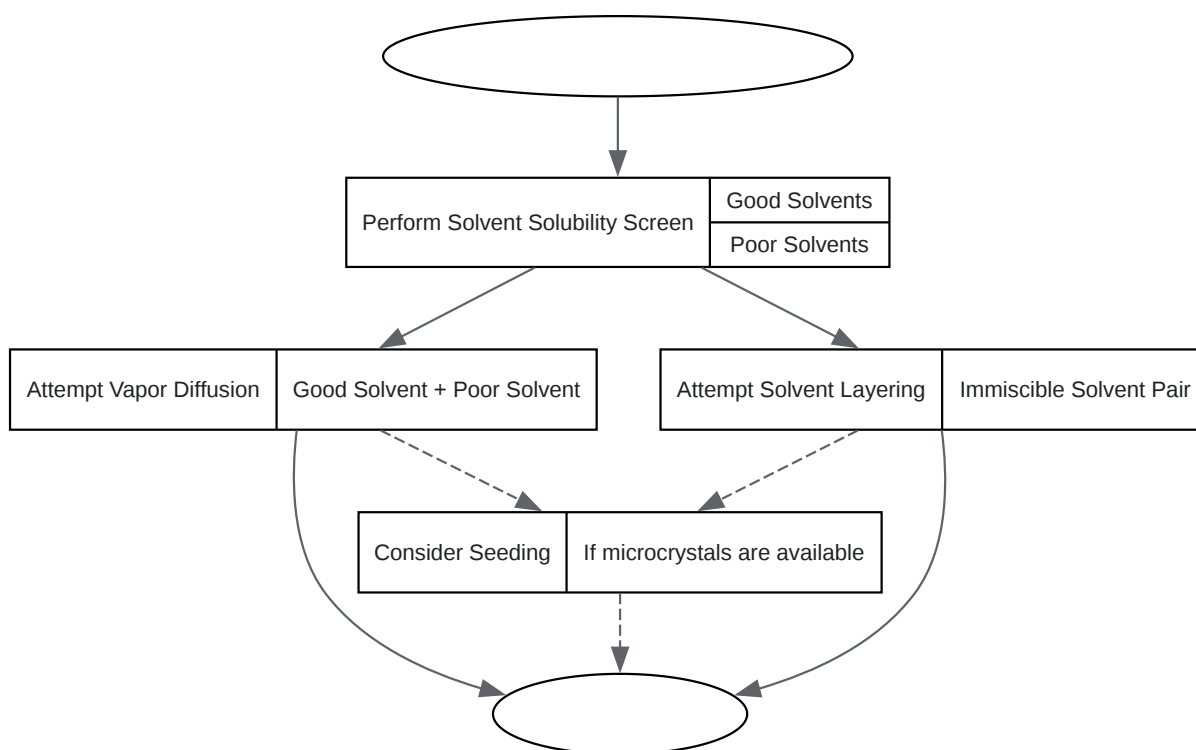 Perform Solvent Solubility Screen
Good Solvents
Poor Solvents
Attempt Vapor Diffusion
Good Solvent + Poor Solvent
Attempt Solvent Layering
Immiscible Solvent Pair
Consider Seeding
If microcrystals are available